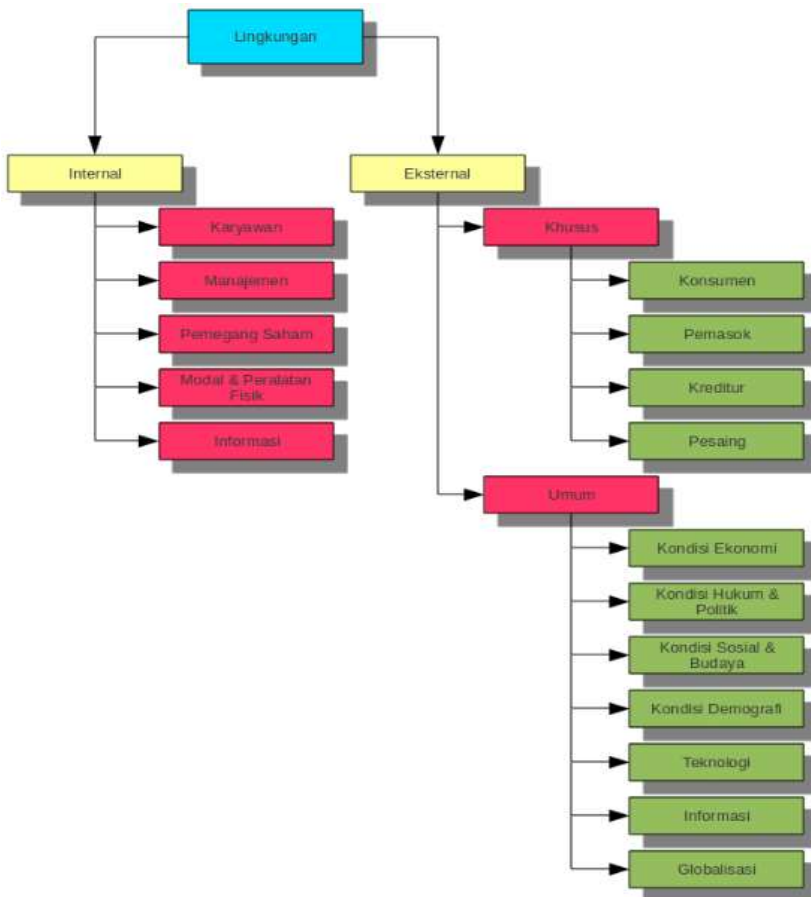 Lingkungan
Internal
Karyawan
Manajemen
Pemegang Saham
Modal & Peralatan
Fisik
Informasi
Eksternal
Khusus
Konsumen
Pemasok
Kreditur
Pesaing
Umum
Kondisi Ekonomi
Kondisi Hukum &
Politik
Kondisi Sosial &
Budaya
Kondisi Demografi
Teknologi
Informasi
Globalisasi